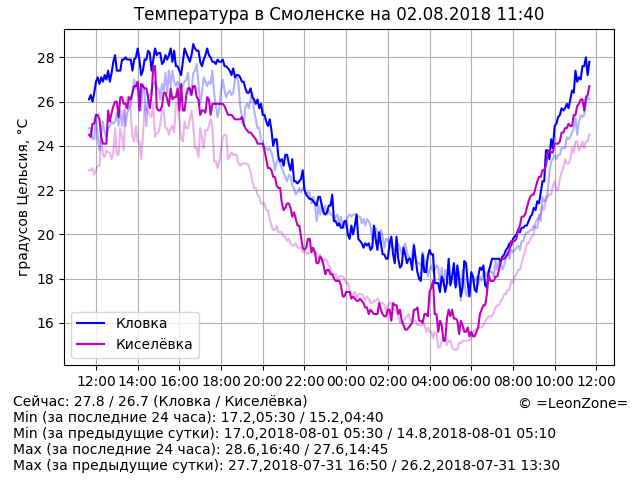 Температура в Смоленске на 02.08.2018 11:40
градусов Цельсия, °C
28
26
24
22
20
18
16
Кловка
Киселёвка
12:00 14:00 16:00 18:00 20:00 22:00 00:00 02:00 04:00 06:00 08:00 10:00 12:00
Сейчас: 27.8 / 26.7 (Кловка / Киселёвка)
© =LeonZone=
Min (за последние 24 часа): 17.2,05:30 / 15.2,04:40
Min (за предыдущие сутки): 17.0,2018-08-01 05:30 / 14.8,2018-08-01 05:10
Max (за последние 24 часа): 28.6,16:40 / 27.6,14:45
Max (за предыдущие сутки): 27.7,2018-07-31 16:50 / 26.2,2018-07-31 13:30